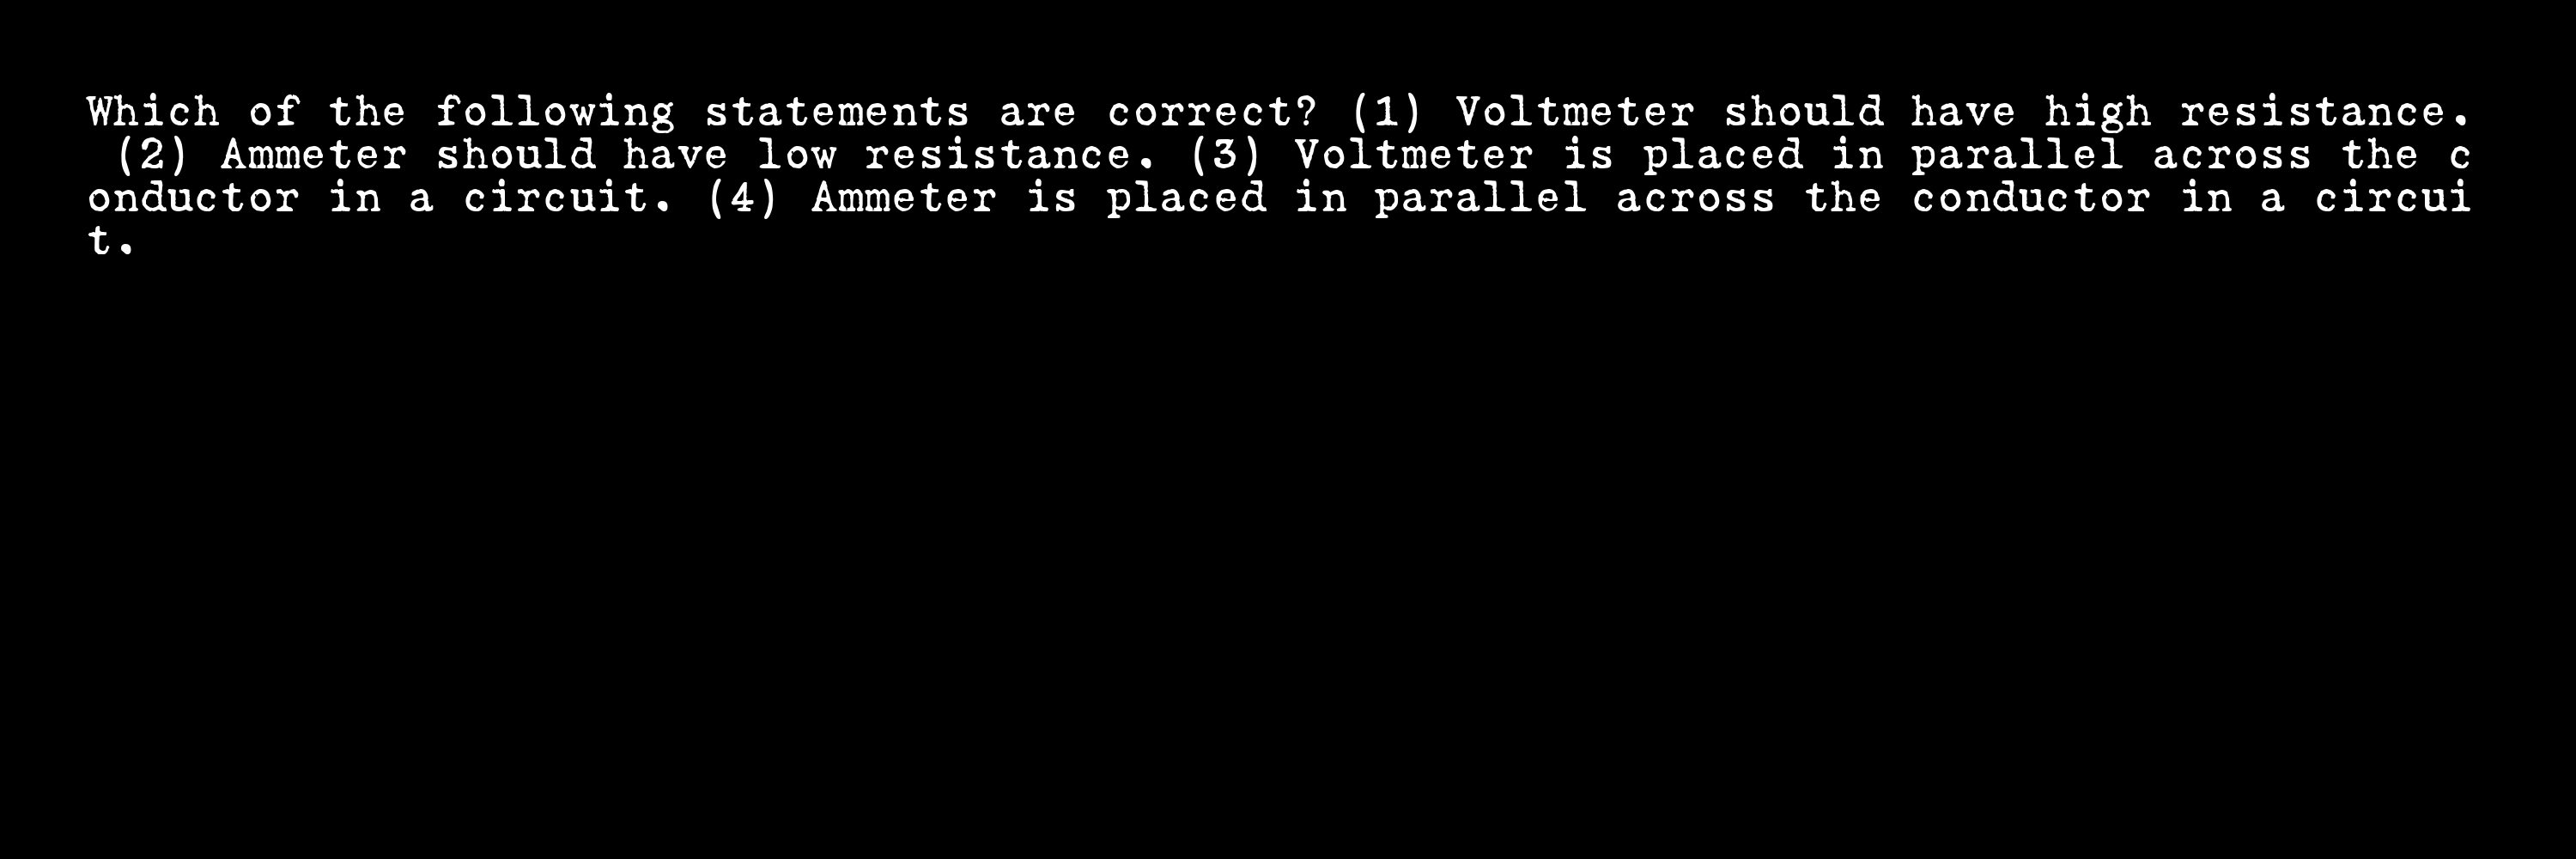 Which of the following statements are correct? (1) Voltmeter should have high resistance.
(2) Ammeter should have low resistance. (3) Voltmeter is placed in parallel across the c
onductor in a circuit. (4) Ammeter is placed in parallel across the conductor in a circui
t.